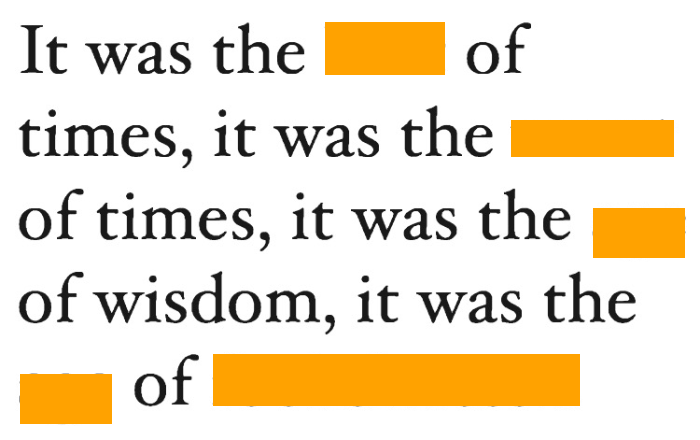 It was the of
times, it was the
of times, it was the
of wisdom, it was the
of